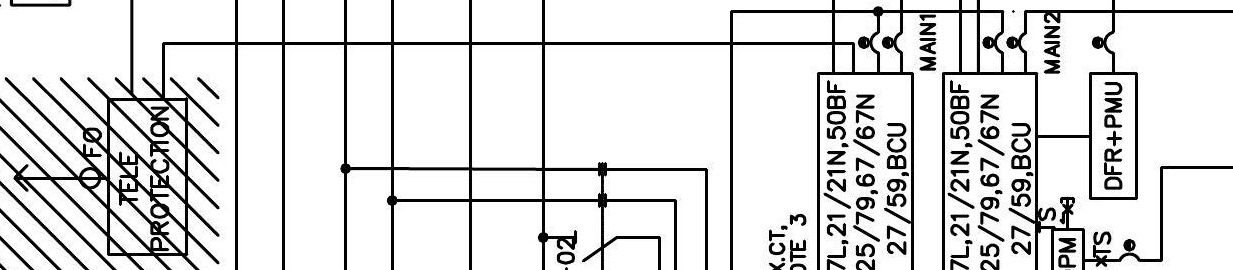 FO
TELE
PROTECTION
-02
X.CT,
OTE 3
7L,21/21N,50BF
25/79,67/67N
27/59,BCU
MAIN1
7L,21/21N,50BF
25/79,67/67N
27/59,BCU
MAIN2
S
PM
TS
DFR+PMU